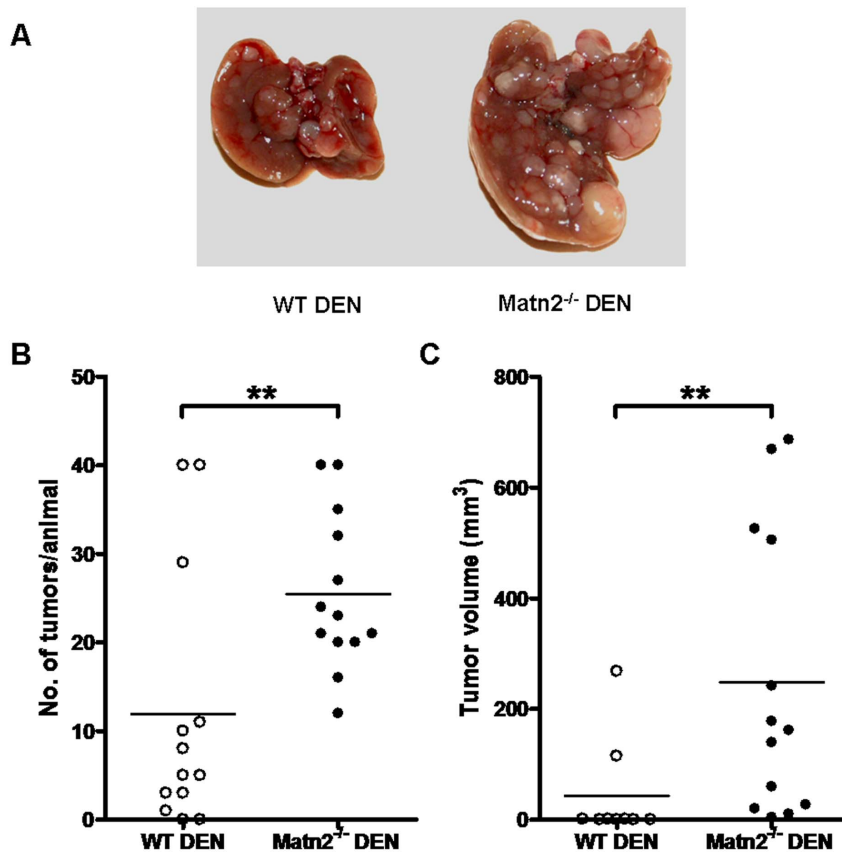 A
WT DEN
Matn2⁻/⁻ DEN
B
No. of tumors/animal
50
40
30
20
10
0
**
WT DEN
Matn2⁻/⁻ DEN
C
Tumor volume (mm³)
800
600
400
200
0
**
WT DEN
Matn2⁻/⁻ DEN